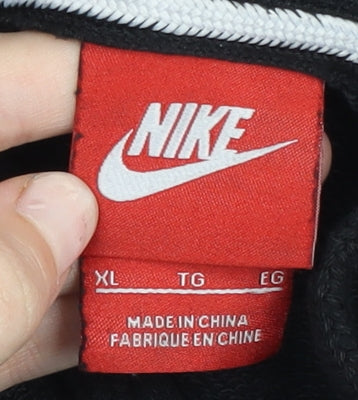 NIKE
XL TG EG
MADE IN CHINA
FABRIQUE EN CHINE